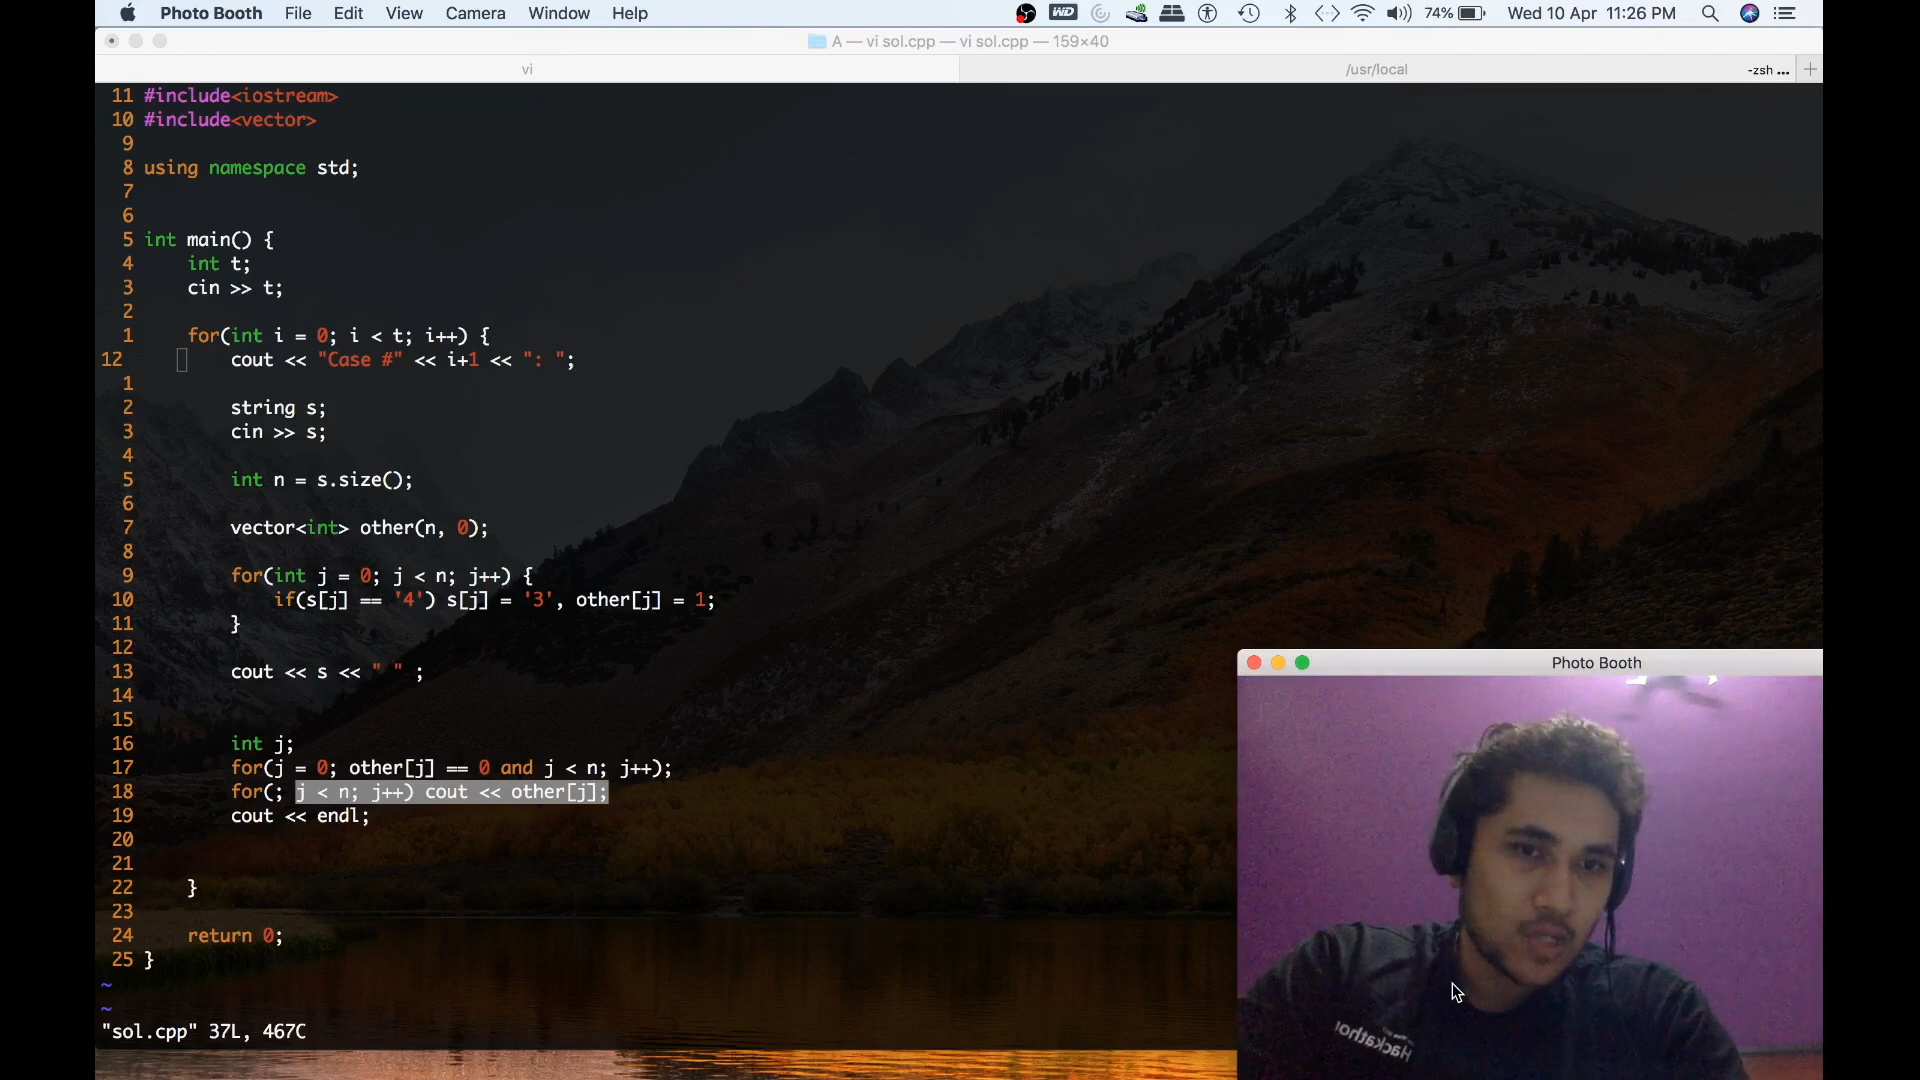 Photo Booth File Edit View Camera Window Help WD 74% Wed 10 Apr 11:26 PM
A — vi sol.cpp — vi sol.cpp — 159×40
vi /usr/local -zsh ... +
11 #include<iostream>
10 #include<vector>
9
8 using namespace std;
7
6
5 int main() {
4 int t;
3 cin >> t;
2
1 for(int i = 0; i < t; i++) {
12 cout << "Case #" << i+1 << ": ";
1
2 string s;
3 cin >> s;
4
5 int n = s.size();
6
7 vector<int> other(n, 0);
8
9 for(int j = 0; j < n; j++) {
10 if(s[j] == '4') s[j] = '3', other[j] = 1;
11 }
12
13 cout << s << " " ;
14
15
16 int j;
17 for(j = 0; other[j] == 0 and j < n; j++);
18 for(; j < n; j++) cout << other[j];
19 cout << endl;
20
21
22 }
23
24 return 0;
25 }
~
~
"sol.cpp" 37L, 467C
Photo Booth
Hackathon